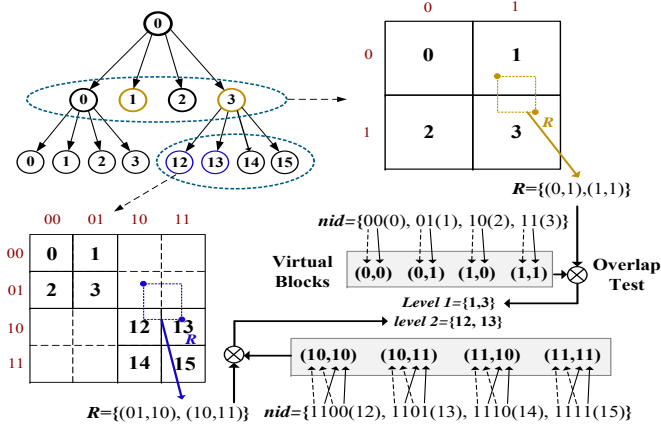 0
0 1 2 3
0 1 2 3 12 13 14 15
0 1
0 0 1
1 2 3
R
R={(0,1),(1,1)}
nid={00(0), 01(1), 10(2), 11(3)}
Virtual Blocks
(0,0) (0,1) (1,0) (1,1)
Overlap Test
Level 1={1,3}
level 2={12, 13}
00 01 10 11
00 0 1
01 2 3
10 12 13
R
11 14 15
(10,10) (10,11) (11,10) (11,11)
R={(01,10), (10,11)}
nid={1100(12), 1101(13), 1110(14), 1111(15)}